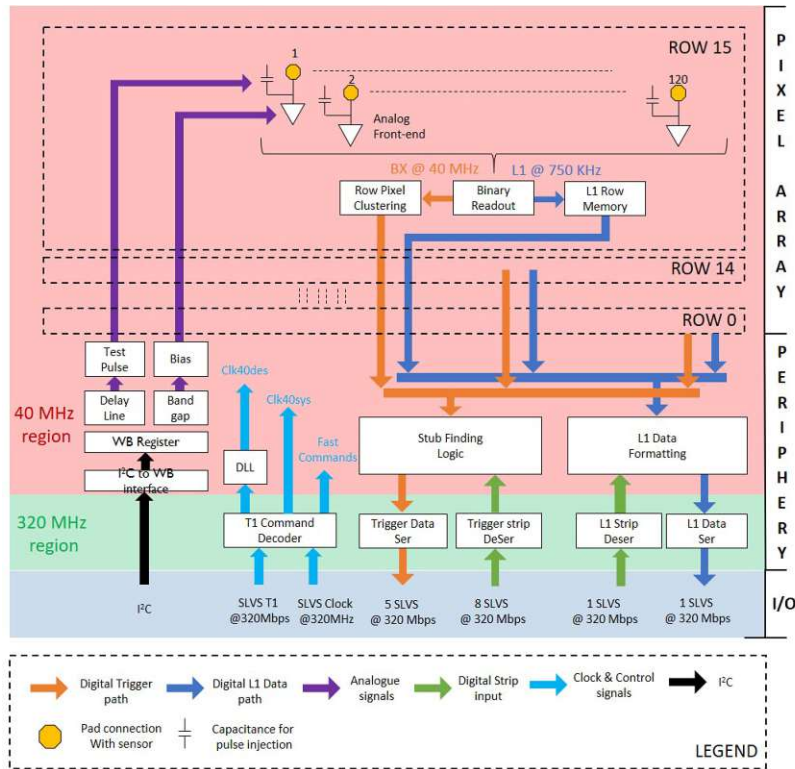 ROW 15
1
2
120
Analog
Front-end
BX @ 40 MHz
L1 @ 750 KHz
Row Pixel
Clustering
Binary
Readout
L1 Row
Memory
ROW 14
ROW 0
PIXEL ARRAY
PERIPHERY
I/O
Test
Pulse
Bias
Delay
Line
Band
gap
Clk40des
Clk40sys
Fast
Commands
40 MHz
region
WB Register
I²C to WB
interface
DLL
Stub Finding
Logic
L1 Data
Formatting
320 MHz
region
T1 Command
Decoder
Trigger Data
Ser
Trigger strip
DeSer
L1 Strip
Deser
L1 Data
Ser
I²C
SLVS T1
@320Mbps
SLVS Clock
@320MHz
5 SLVS
@ 320 Mbps
8 SLVS
@ 320 Mbps
1 SLVS
@ 320 Mbps
1 SLVS
@ 320 Mbps
Digital Trigger
path
Digital L1 Data
path
Analogue
signals
Digital Strip
input
Clock & Control
signals
I²C
Pad connection
With sensor
Capacitance for
pulse injection
LEGEND